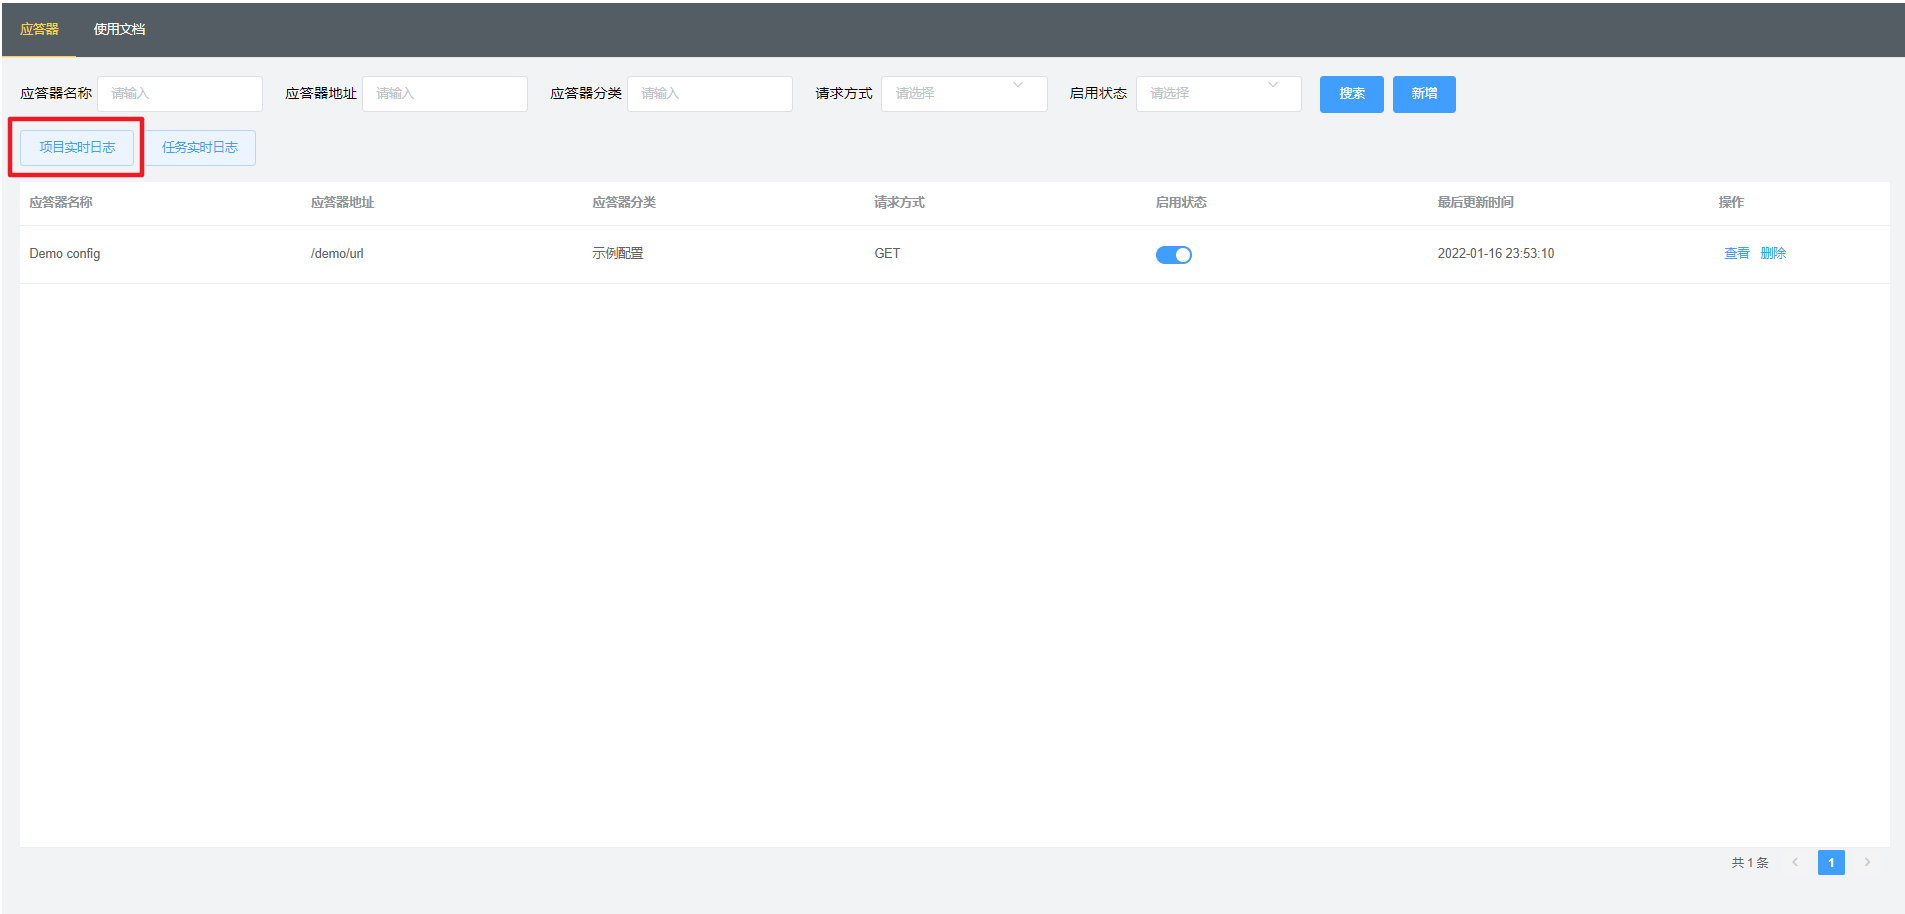 应答器 使用文档
应答器名称 请输入 应答器地址 请输入 应答器分类 请输入 请求方式 请选择 启用状态 请选择 搜索 新增
项目实时日志 任务实时日志
应答器名称 应答器地址 应答器分类 请求方式 启用状态 最后更新时间 操作
Demo config /demo/url 示例配置 GET 2022-01-16 23:53:10 查看 删除
共 1 条 1